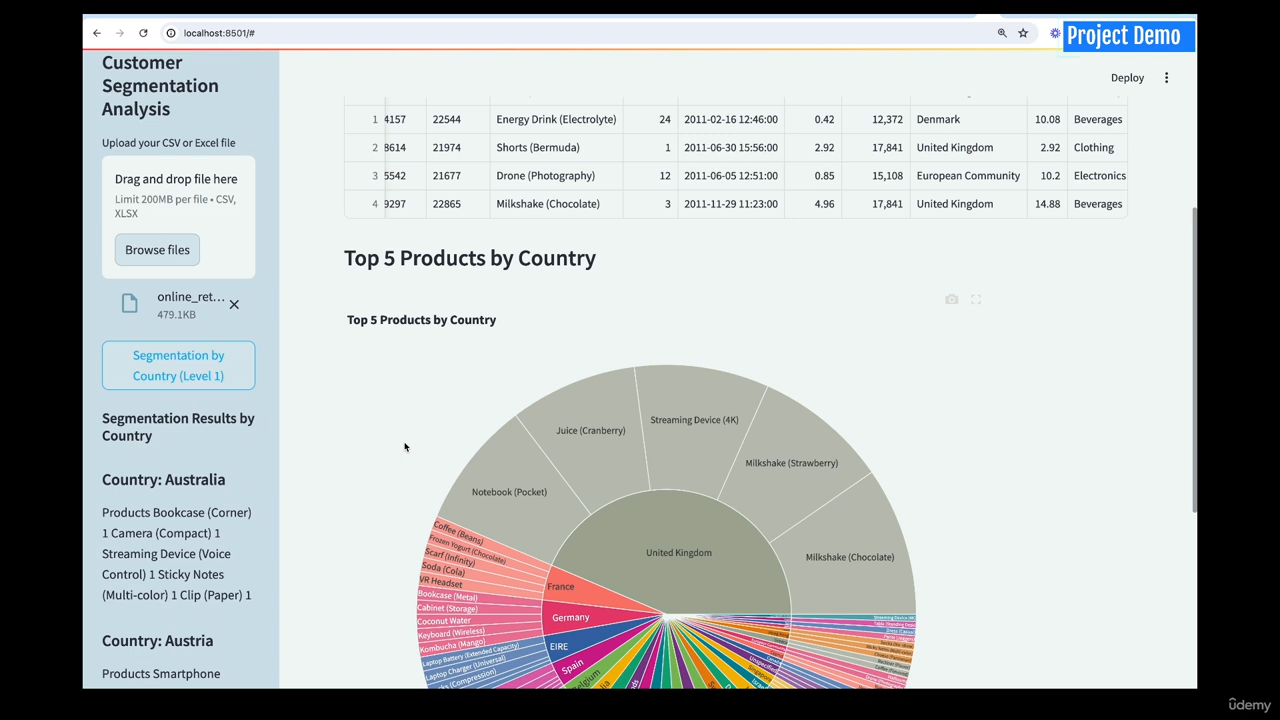 localhost:8501/#
Project Demo
Deploy
Customer
Segmentation
Analysis
Upload your CSV or Excel file
Drag and drop file here
Limit 200MB per file • CSV,
XLSX
Browse files
online_ret...
479.1KB
Segmentation by
Country (Level 1)
Segmentation Results by
Country
Country: Australia
Products Bookcase (Corner)
1 Camera (Compact) 1
Streaming Device (Voice
Control) 1 Sticky Notes
(Multi-color) 1 Clip (Paper) 1
Country: Austria
Products Smartphone
1 4157 22544 Energy Drink (Electrolyte) 24 2011-02-16 12:46:00 0.42 12,372 Denmark 10.08 Beverages
2 8614 21974 Shorts (Bermuda) 1 2011-06-30 15:56:00 2.92 17,841 United Kingdom 2.92 Clothing
3 5542 21677 Drone (Photography) 12 2011-06-05 12:51:00 0.85 15,108 European Community 10.2 Electronics
4 9297 22865 Milkshake (Chocolate) 3 2011-11-29 11:23:00 4.96 17,841 United Kingdom 14.88 Beverages
Top 5 Products by Country
Top 5 Products by Country
Streaming Device (4K)
Juice (Cranberry)
Milkshake (Strawberry)
Notebook (Pocket)
Milkshake (Chocolate)
United Kingdom
Coffee (Beans)
Frozen Yogurt (Chocolate)
Scarf (Infinity)
Soda (Cola)
VR Headset
France
Bookcase (Metal)
Cabinet (Storage)
Coconut Water
Keyboard (Wireless)
Kombucha (Mango)
Germany
Laptop Battery (Extended Capacity)
Laptop Charger (Universal)
(Compression)
EIRE
Spain
Belgium
ûdemy